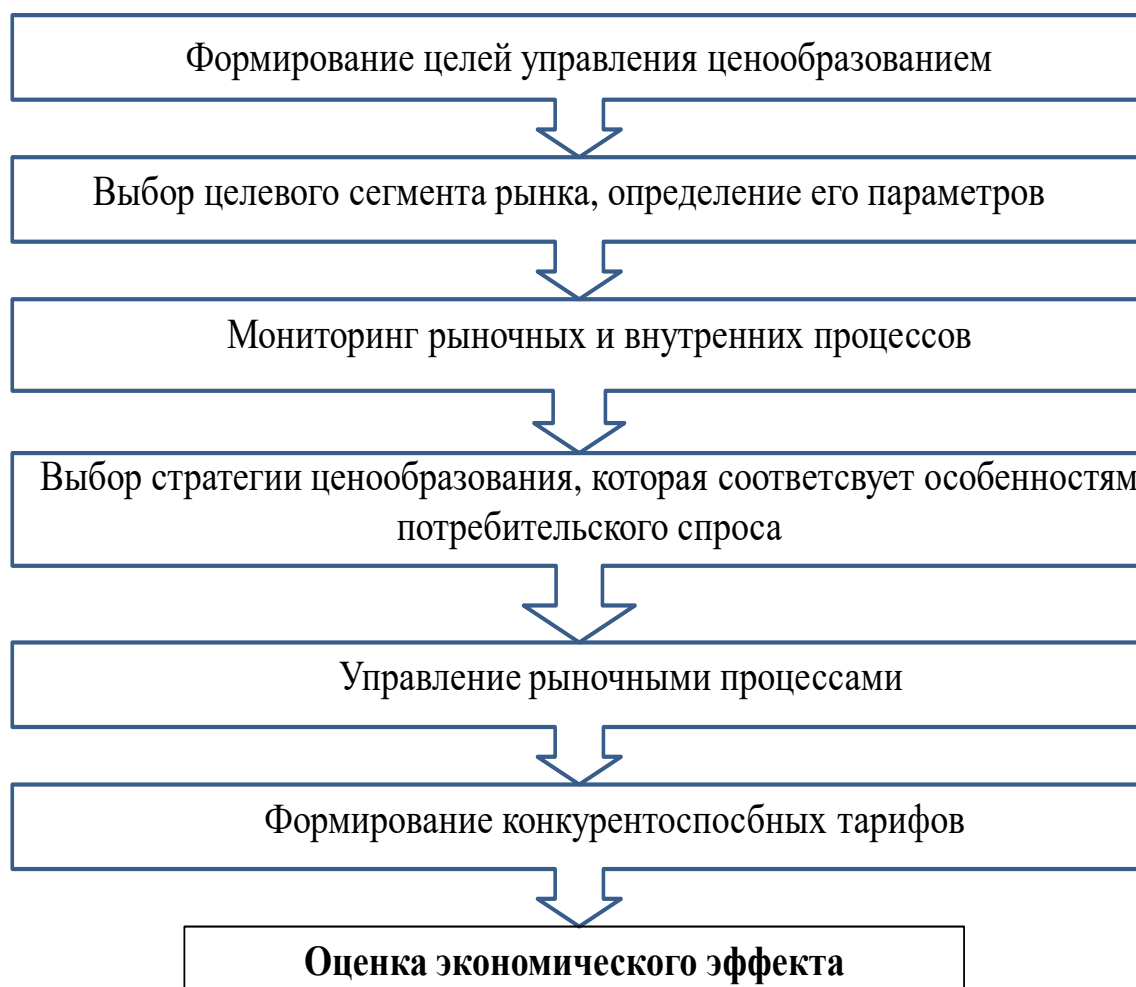 Формирование целей управления ценообразованием
Выбор целевого сегмента рынка, определение его параметров
Мониторинг рыночных и внутренних процессов
Выбор стратегии ценообразования, которая соответсвует особенностям
потребительского спроса
Управление рыночными процессами
Формирование конкурентоспосбных тарифов
Оценка экономического эффекта